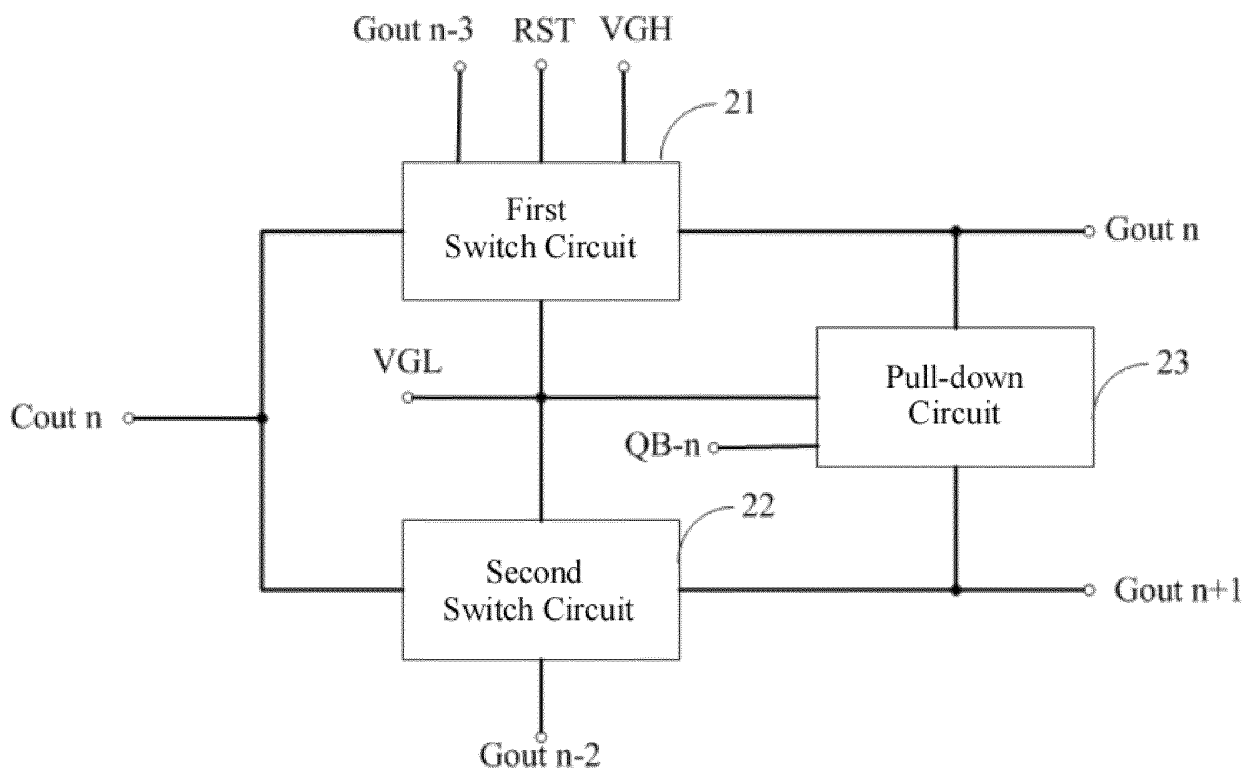 Gout n-3
RST
VGH
21
First
Switch Circuit
Gout n
VGL
Pull-down
Circuit
23
Cout n
QB-n
22
Second
Switch Circuit
Gout n+1
Gout n-2